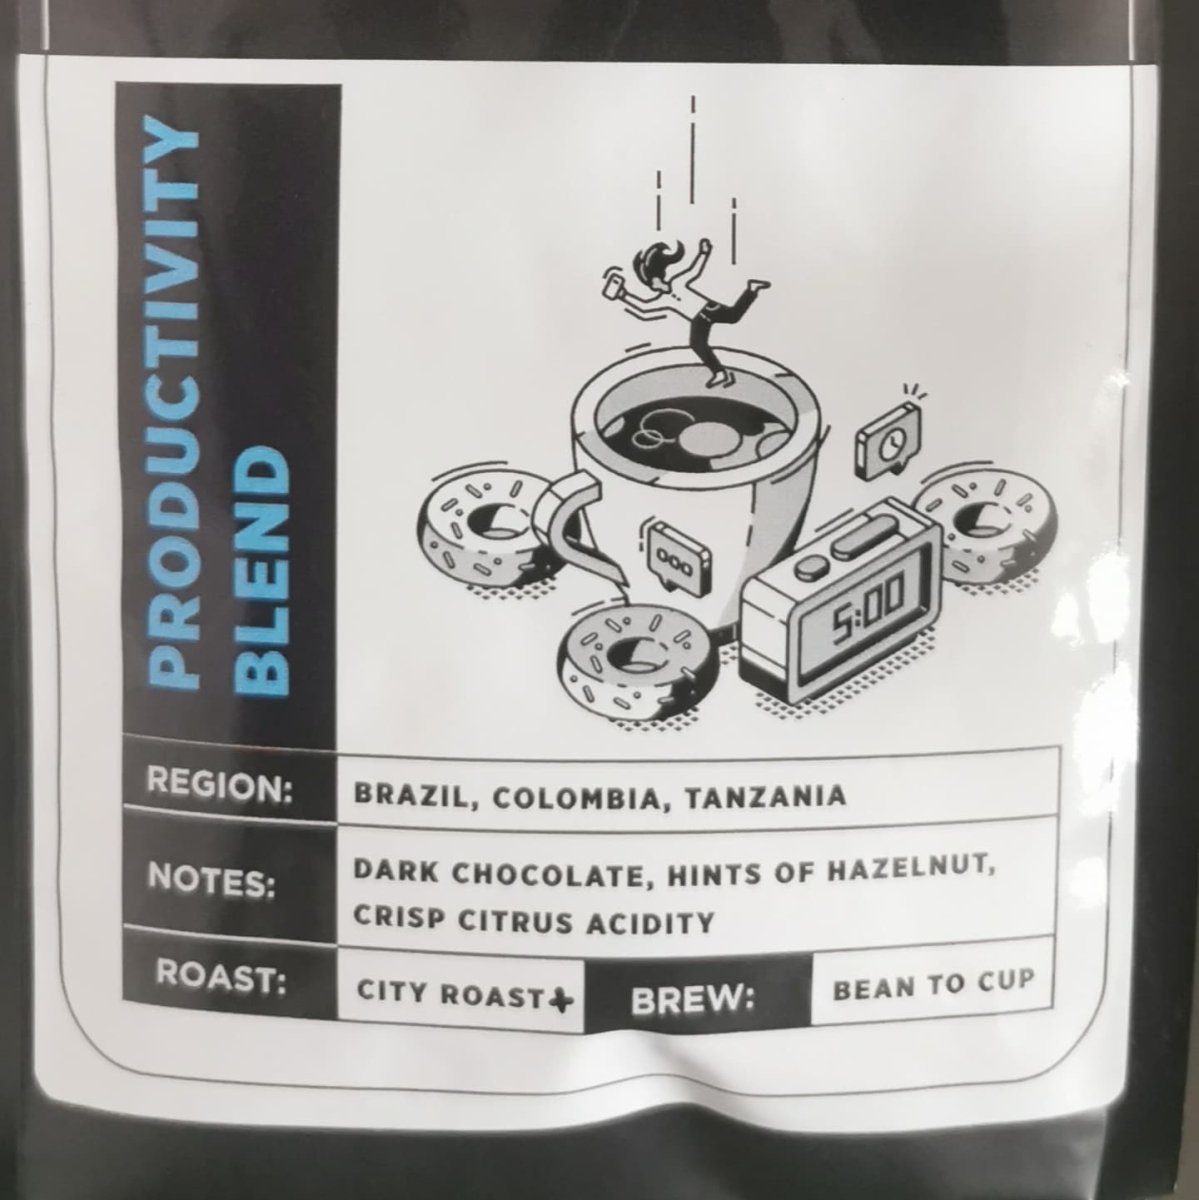 PRODUCTIVITY
BLEND
5:00
REGION:
BRAZIL, COLOMBIA, TANZANIA
NOTES:
DARK CHOCOLATE, HINTS OF HAZELNUT,
CRISP CITRUS ACIDITY
ROAST:
CITY ROAST+
BREW:
BEAN TO CUP